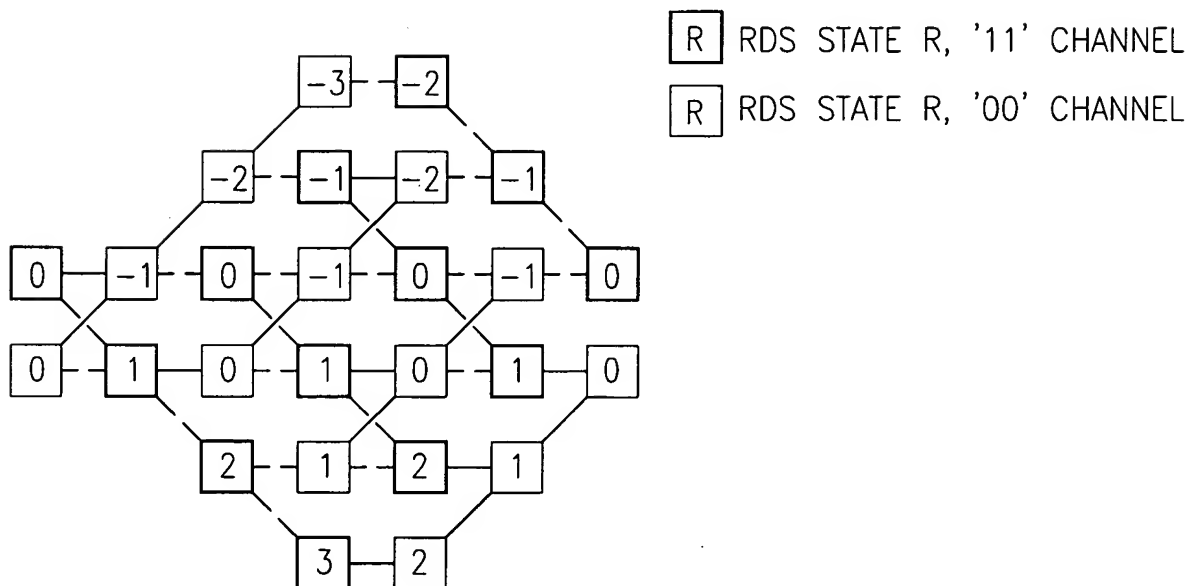 R RDS STATE R, '11' CHANNEL
R RDS STATE R, '00' CHANNEL
-3 -2
-2 -1 -2 -1
0 -1 0 -1 0 -1 0
0 1 0 1 0 1 0
2 1 2 1
3 2